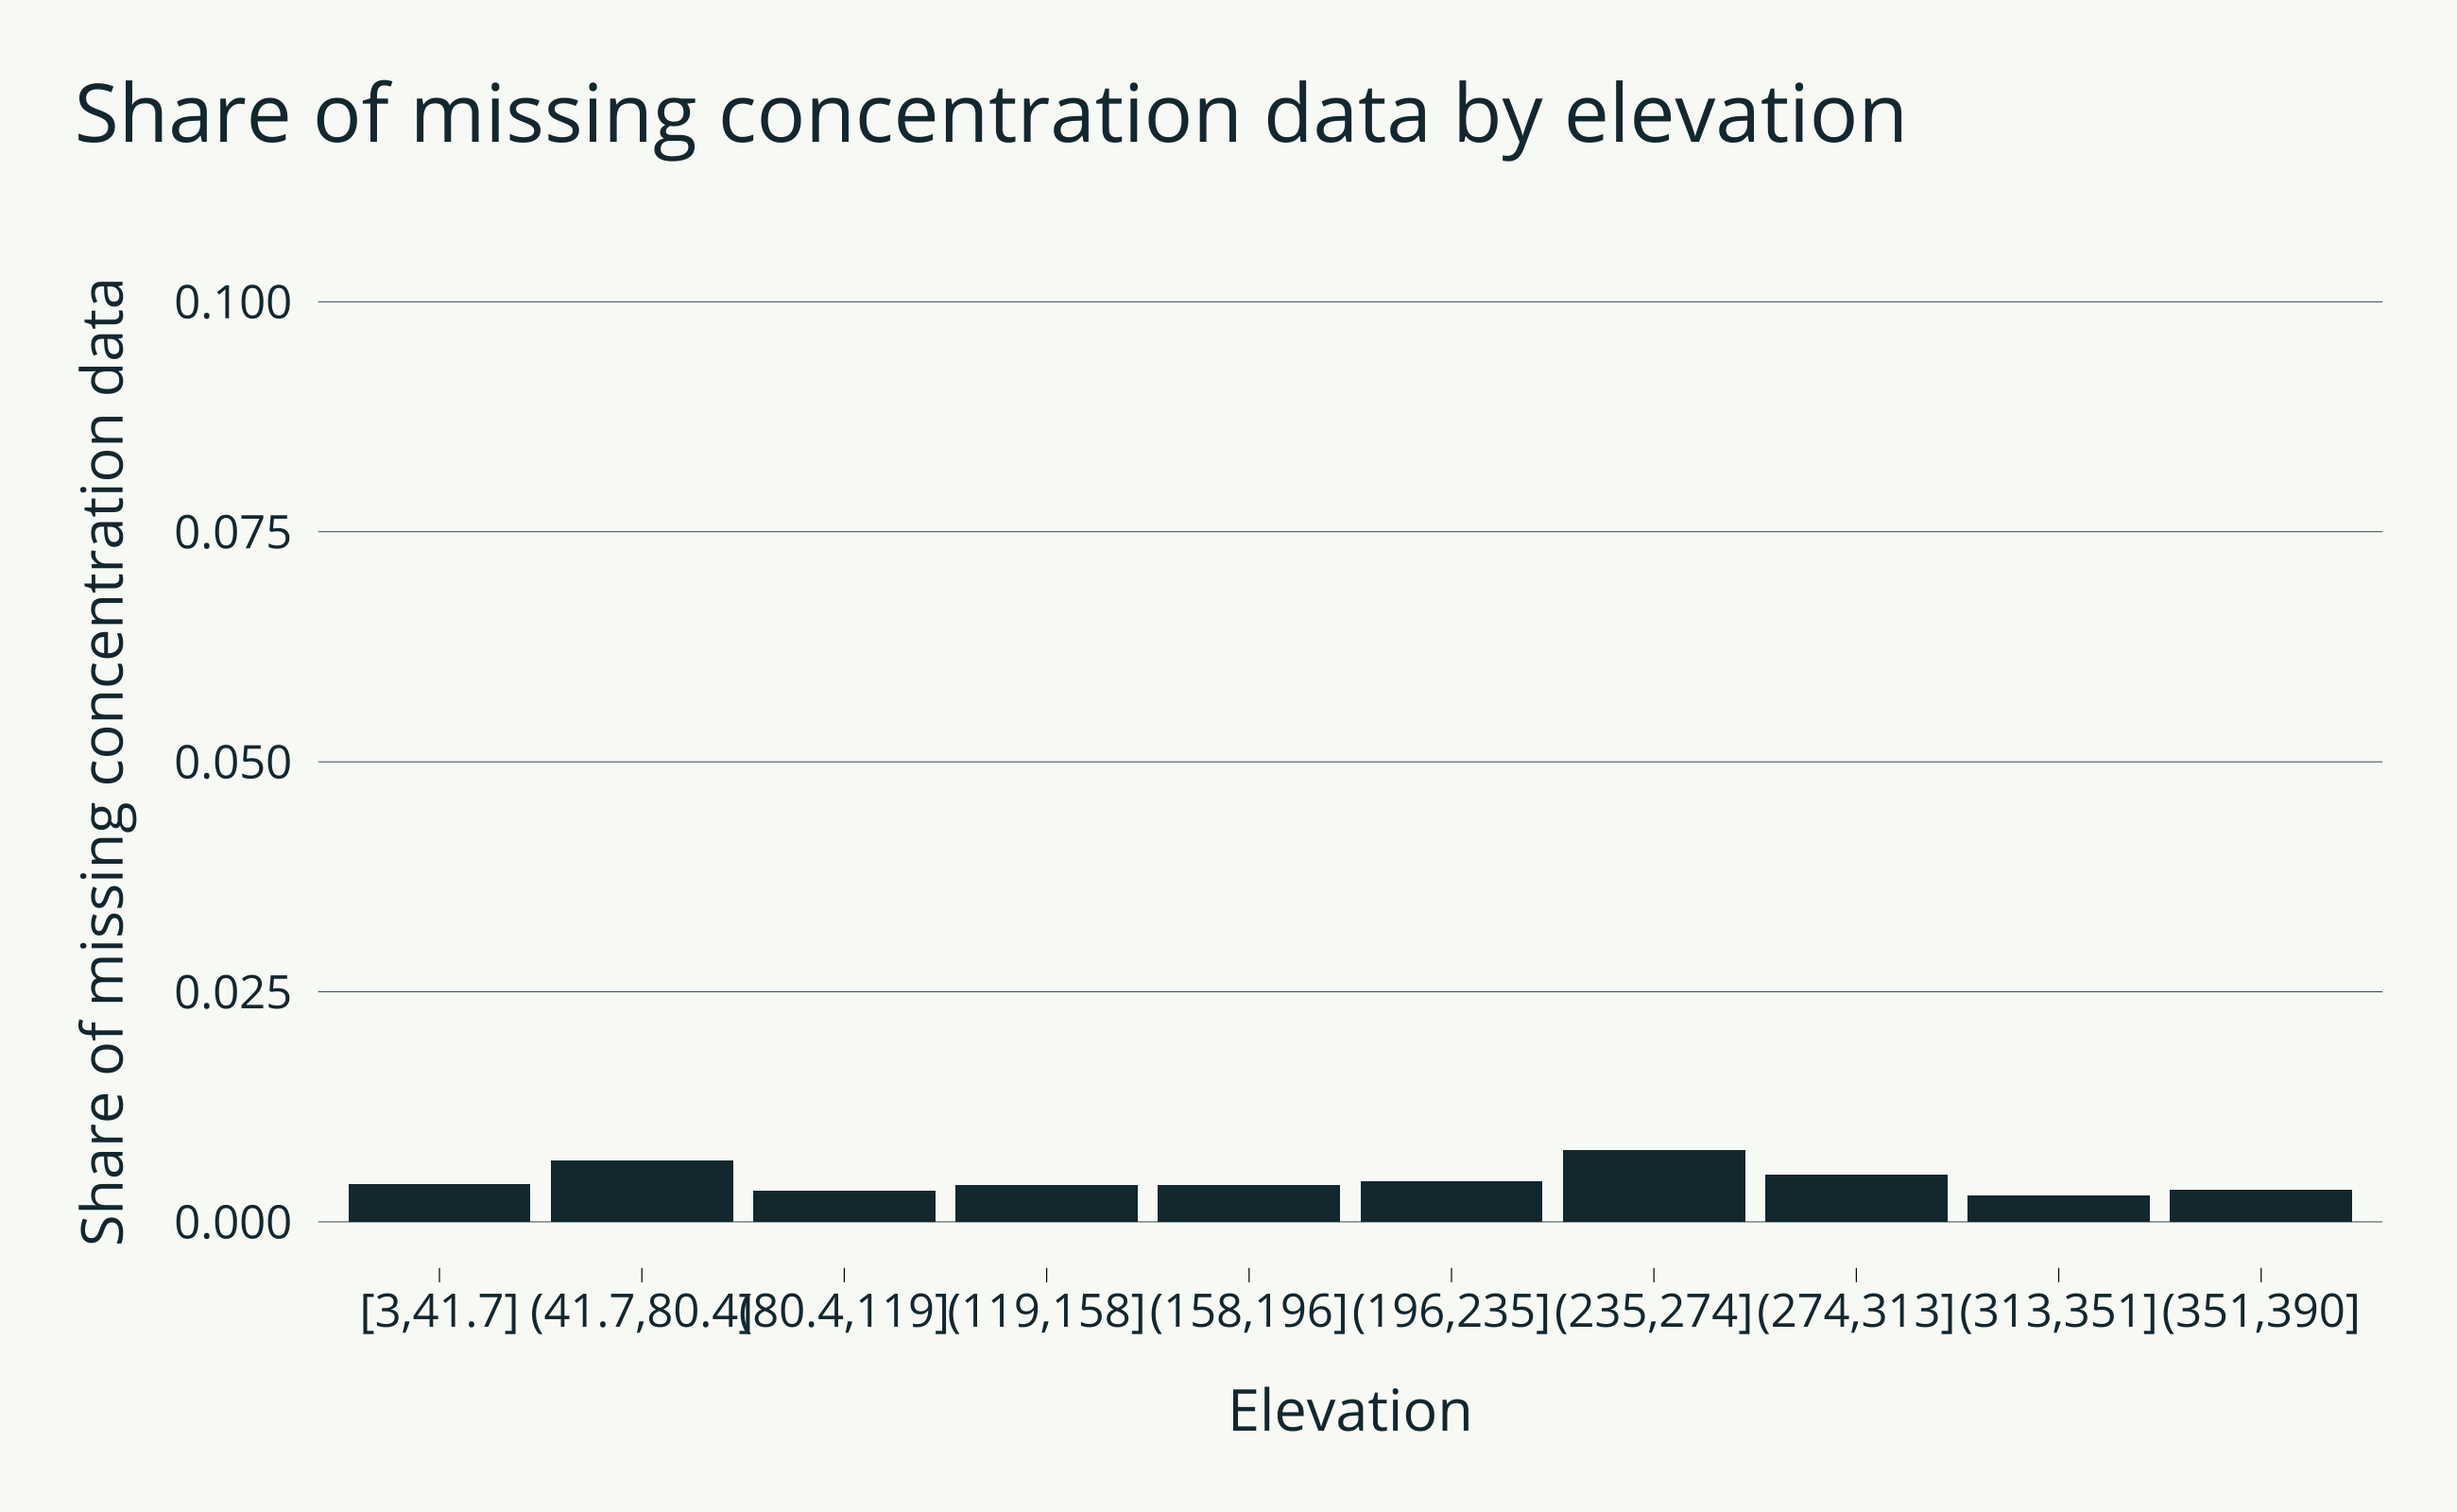 Share of missing concentration data by elevation
Share of missing concentration data
0.100
0.075
0.050
0.025
0.000
[3,41.7] (41.7,80.4] (80.4,119] (119,158] (158,196] (196,235] (235,274] (274,313] (313,351] (351,390]
Elevation